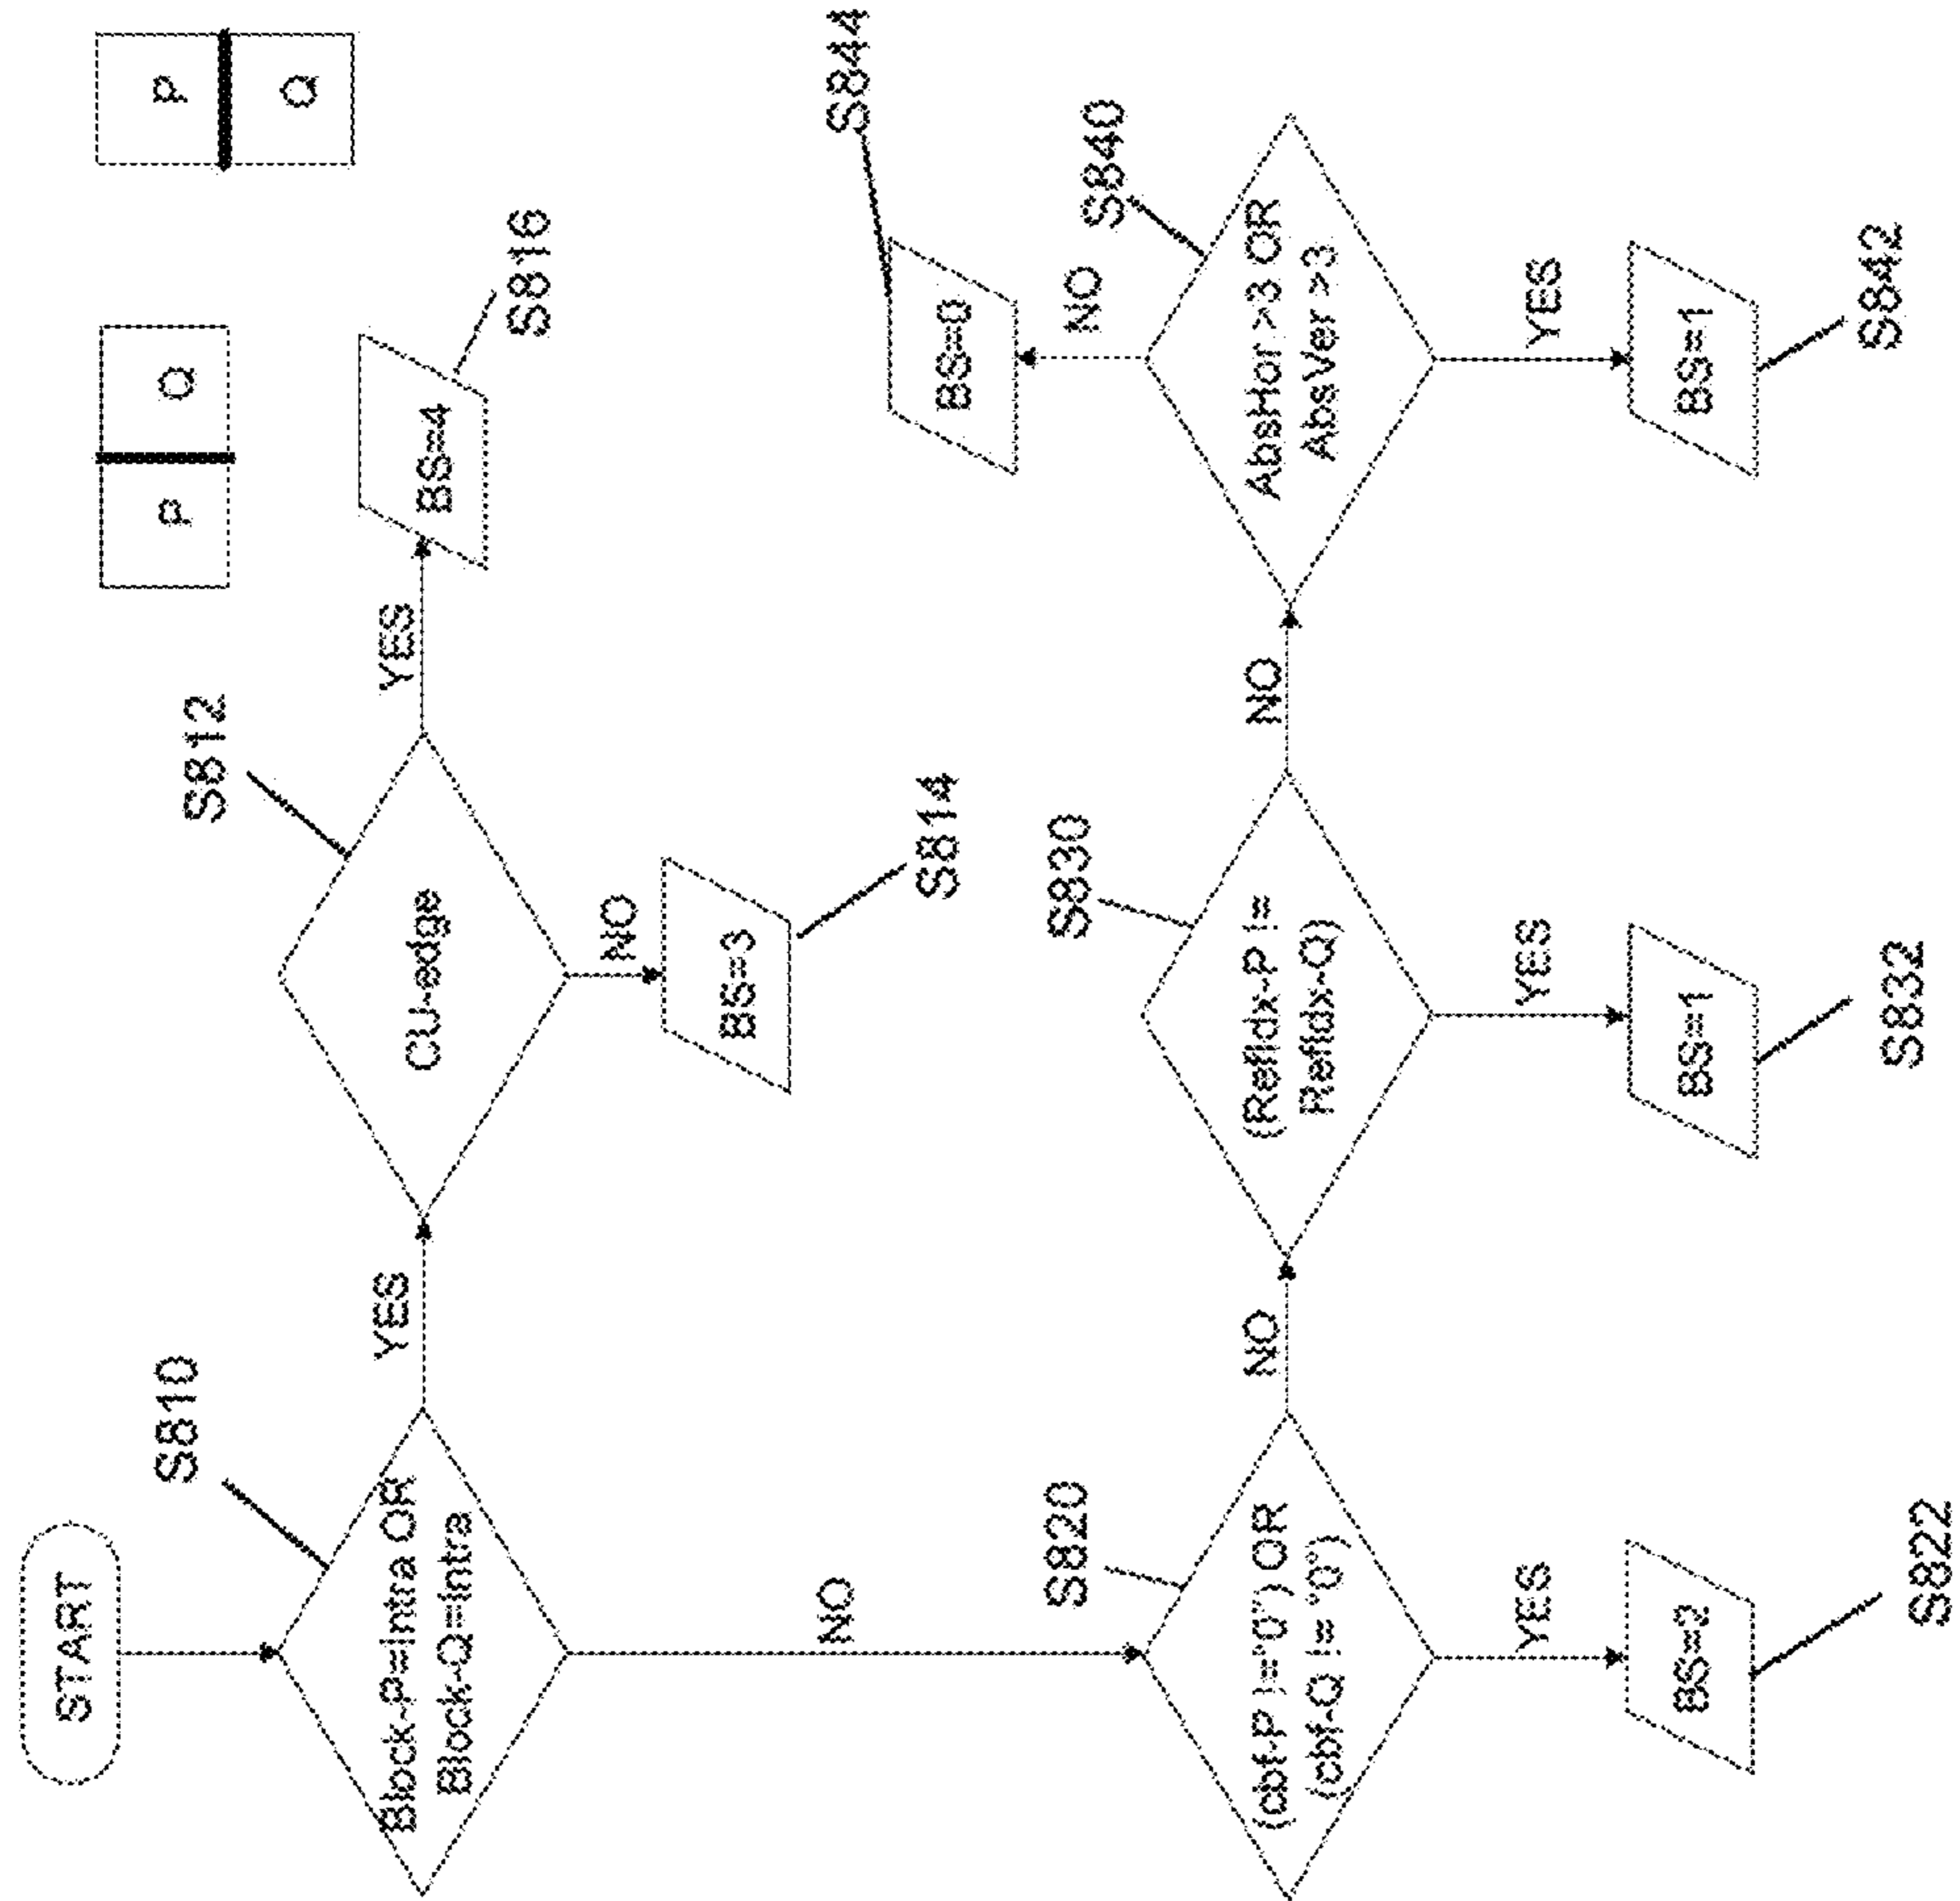 START
S810
Block-P=Intra OR
Block-Q=Intra
YES
S812
CU-edge
YES
BS=4
S816
P
Q
P
Q
NO
BS=3
S814
NO
S820
(cbf-P !="0") OR
(cbf-Q != "0")
NO
S830
(RefIdx-P !=
RefIdx-Q)
NO
S840
AbsHor >3 OR
AbsVer >3
NO
BS=0
S844
YES
BS=2
S822
YES
BS=1
S832
YES
BS=1
S842